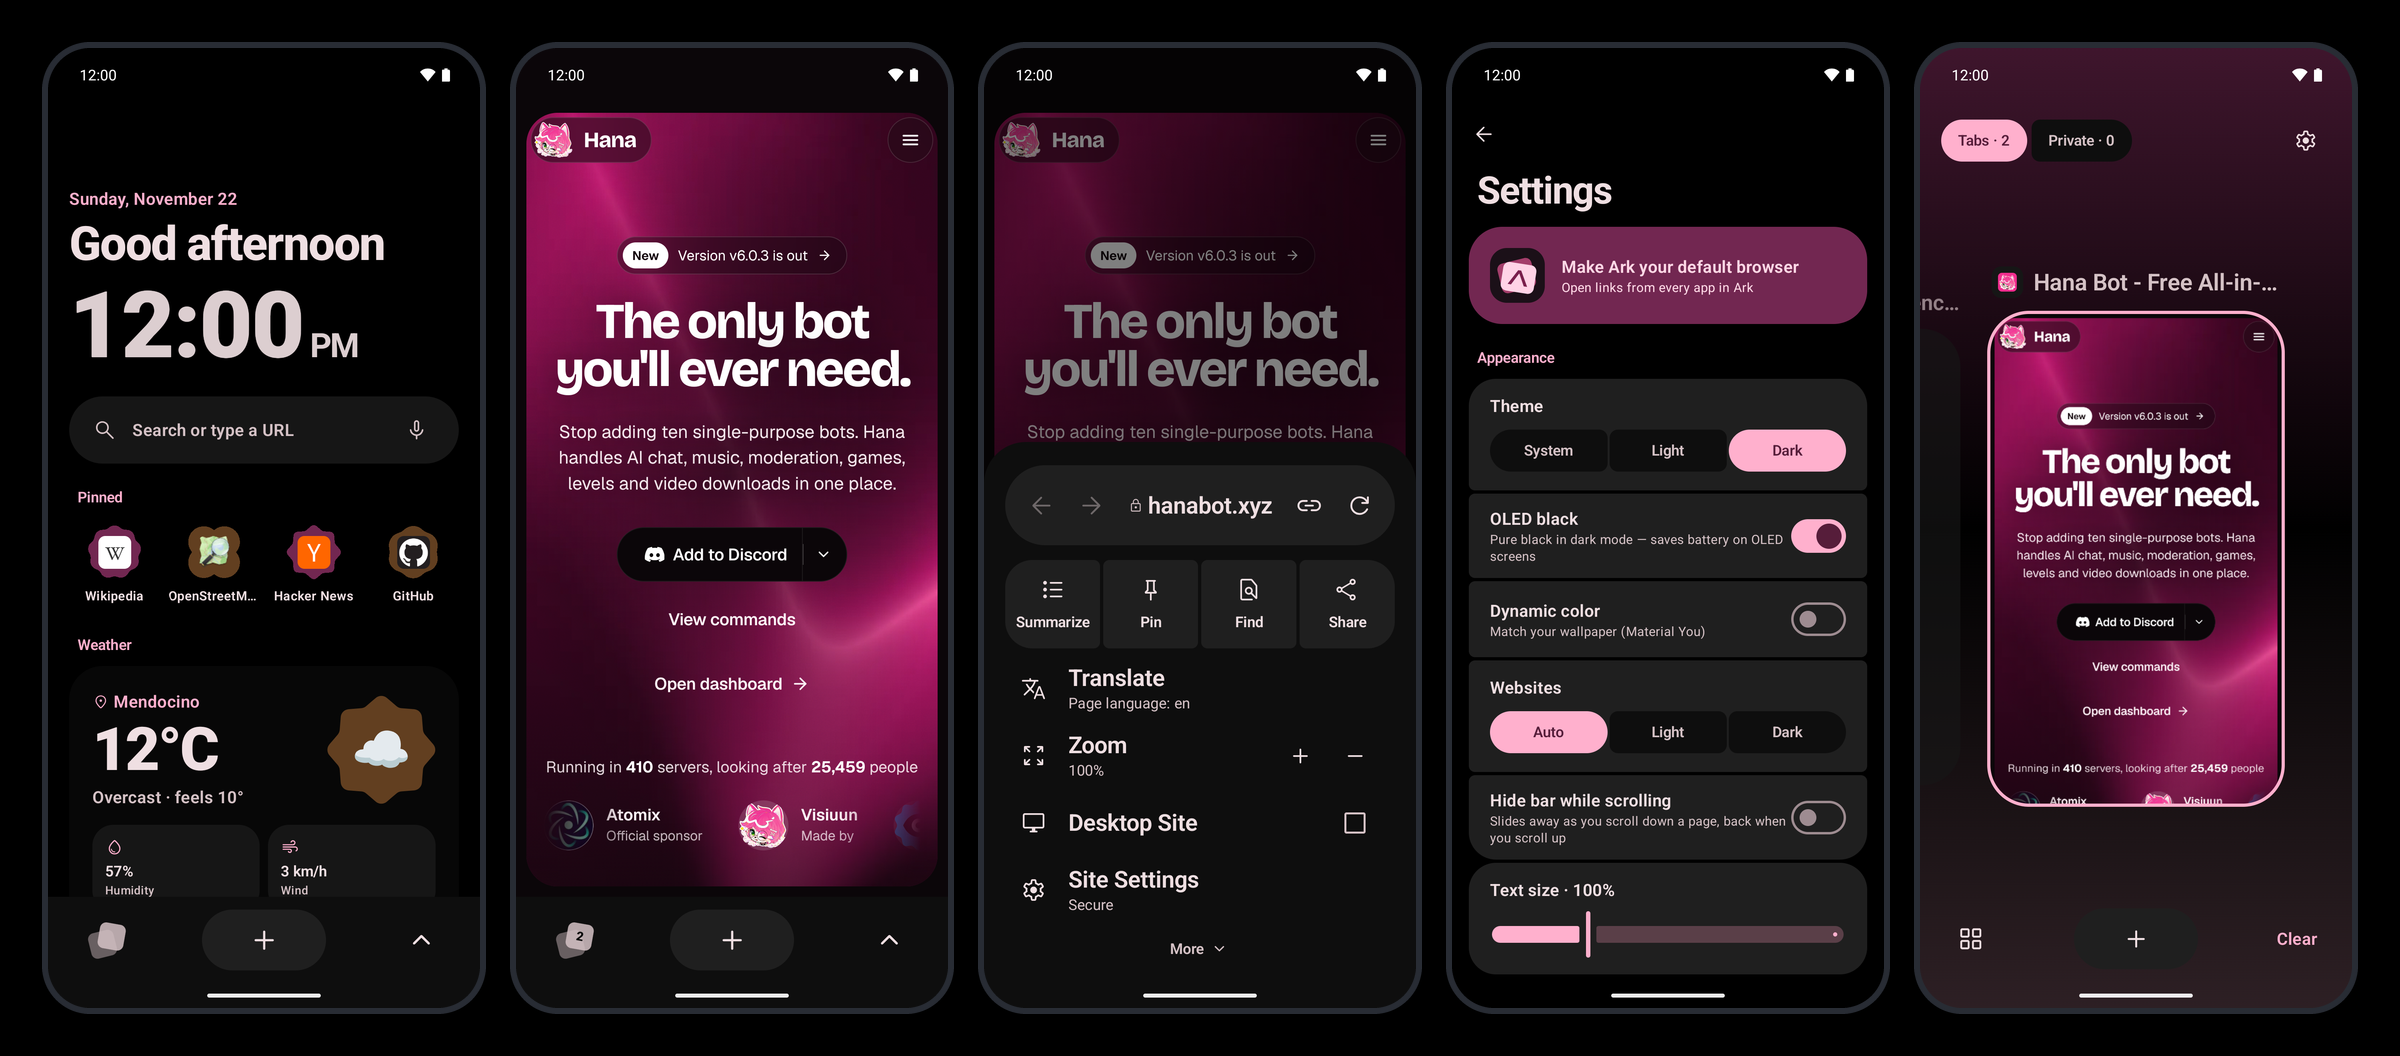 12:00
Sunday, November 22
Good afternoon
12:00 PM
Search or type a URL
Pinned
W
Y
Wikipedia
OpenStreetM...
Hacker News
GitHub
Weather
Mendocino
12°C
Overcast · feels 10°
57%
Humidity
3 km/h
Wind
12:00
Hana
New
Version v6.0.3 is out
The only bot
you'll ever need.
Stop adding ten single-purpose bots. Hana
handles AI chat, music, moderation, games,
levels and video downloads in one place.
Add to Discord
View commands
Open dashboard
Running in 410 servers, looking after 25,459 people
Atomix
Official sponsor
Visiuun
Made by
2
12:00
Hana
New
Version v6.0.3 is out
The only bot
you'll ever need.
Stop adding ten single-purpose bots. Hana
hanabot.xyz
Summarize
Pin
Find
Share
Translate
Page language: en
Zoom
100%
Desktop Site
Site Settings
Secure
More
12:00
Settings
Make Ark your default browser
Open links from every app in Ark
Appearance
Theme
System
Light
Dark
OLED black
Pure black in dark mode — saves battery on OLED
screens
Dynamic color
Match your wallpaper (Material You)
Websites
Auto
Light
Dark
Hide bar while scrolling
Slides away as you scroll down a page, back when
you scroll up
Text size · 100%
12:00
Tabs · 2
Private · 0
Hana Bot - Free All-in-...
nc...
Hana
New
Version v6.0.3 is out
The only bot
you'll ever need.
Stop adding ten single-purpose bots. Hana
handles AI chat, music, moderation, games,
levels and video downloads in one place.
Add to Discord
View commands
Open dashboard
Running in 410 servers, looking after 25,459 people
Atomix
Visiuun
Clear